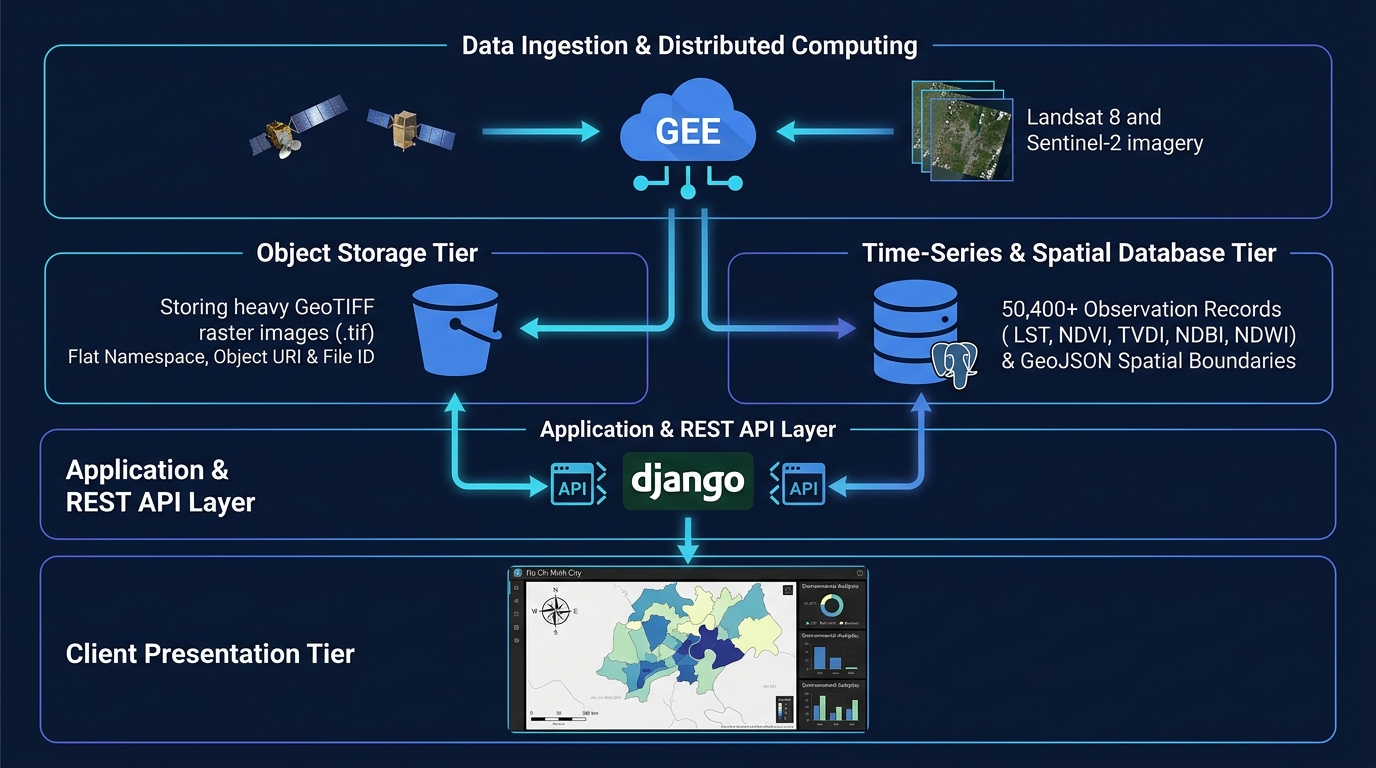 Data Ingestion & Distributed Computing
GEE
Landsat 8 and
Sentinel-2 imagery
Object Storage Tier
Storing heavy GeoTIFF
raster images (.tif)
Flat Namespace, Object URI & File ID
Time-Series & Spatial Database Tier
50,400+ Observation Records
( LST, NDVI, TVDI, NDBI, NDWI)
& GeoJSON Spatial Boundaries
Application & REST API Layer
Application &
REST API Layer
API
django
API
Client Presentation Tier
N
W
E
S
0